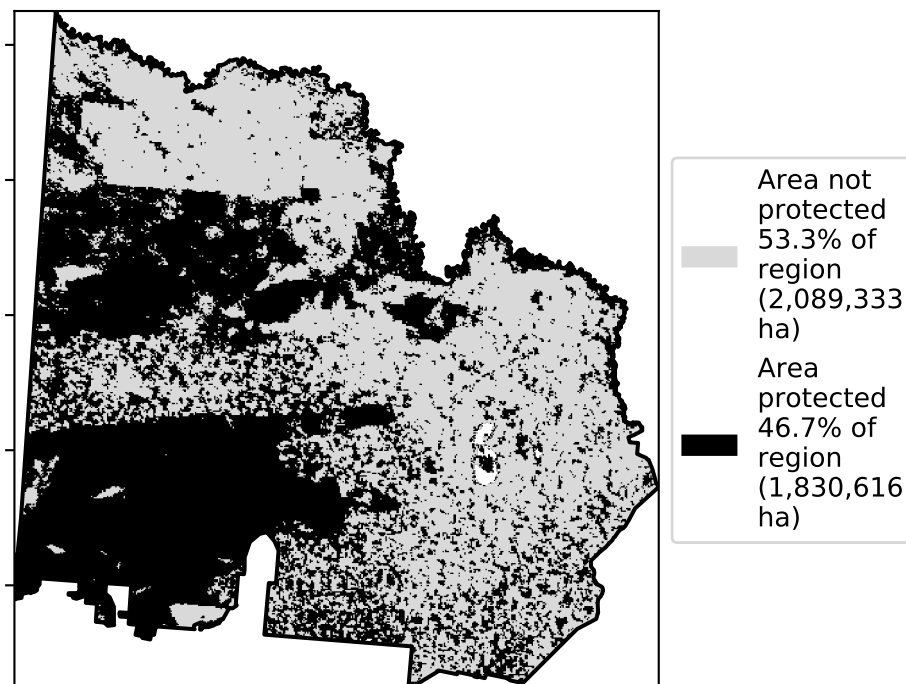 Area not
protected
53.3% of
region
(2,089,333
ha)
Area
protected
46.7% of
region
(1,830,616
ha)